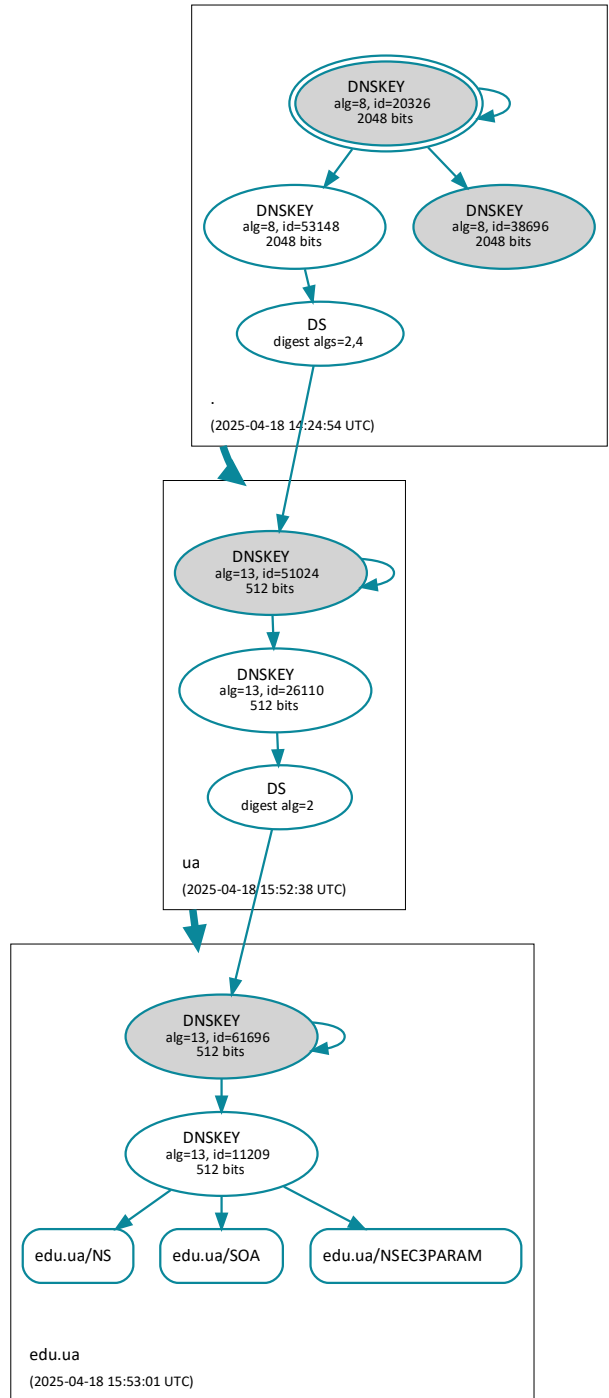 DNSKEY
alg=8, id=20326
2048 bits
DNSKEY
alg=8, id=53148
2048 bits
DNSKEY
alg=8, id=38696
2048 bits
DS
digest algs=2,4
.
(2025-04-18 14:24:54 UTC)
DNSKEY
alg=13, id=51024
512 bits
DNSKEY
alg=13, id=26110
512 bits
DS
digest alg=2
ua
(2025-04-18 15:52:38 UTC)
DNSKEY
alg=13, id=61696
512 bits
DNSKEY
alg=13, id=11209
512 bits
edu.ua/NS
edu.ua/SOA
edu.ua/NSEC3PARAM
edu.ua
(2025-04-18 15:53:01 UTC)